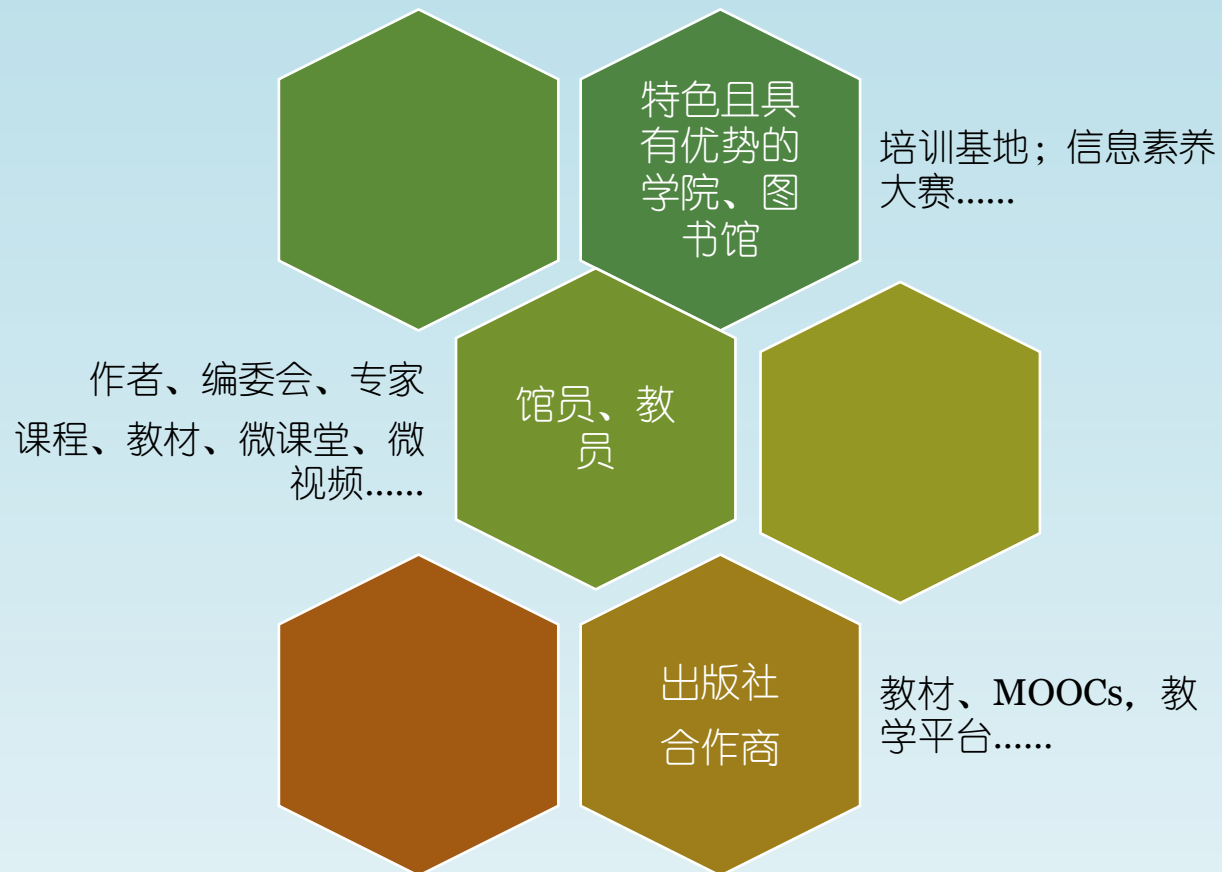 特色且具
有优势的
学院、图
书馆
培训基地；信息素养
大赛......
作者、编委会、专家
课程、教材、微课堂、微
视频......
馆员、教
员
出版社
合作商
教材、MOOCs，教
学平台......